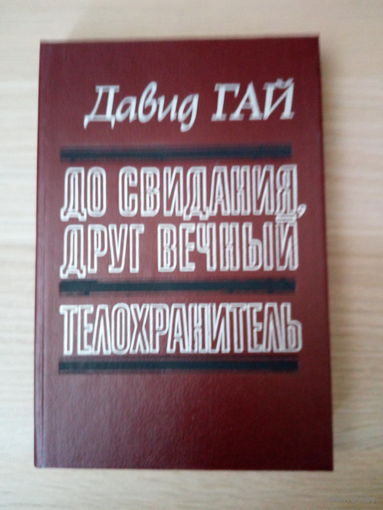 Давид ГАЙ
ДО СВИДАНИЯ,
ДРУГ ВЕЧНЫЙ
ТЕЛОХРАНИТЕЛЬ